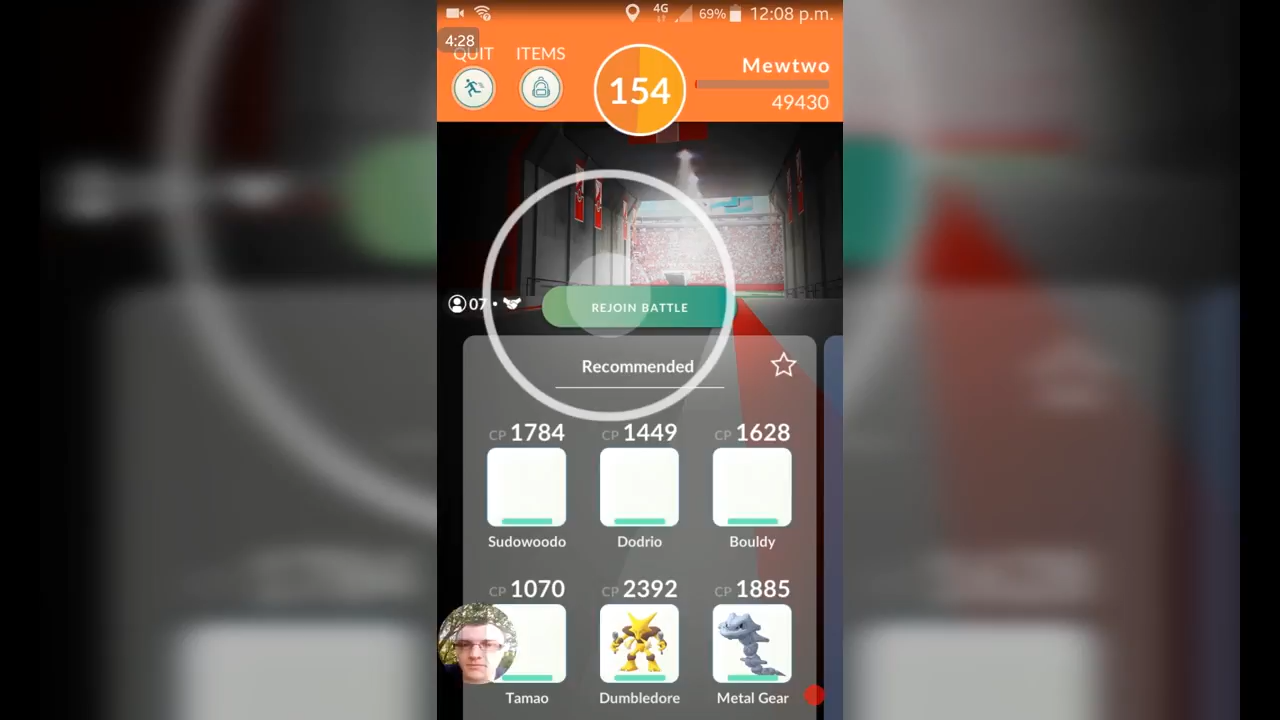 4G 69% 12:08 p.m.
4:28
QUIT ITEMS
154
Mewtwo
49430
07 •
REJOIN BATTLE
Recommended
CP 1784 CP 1449 CP 1628
Sudowoodo Dodrio Bouldy
CP 1070 CP 2392 CP 1885
Tamao Dumbledore Metal Gear